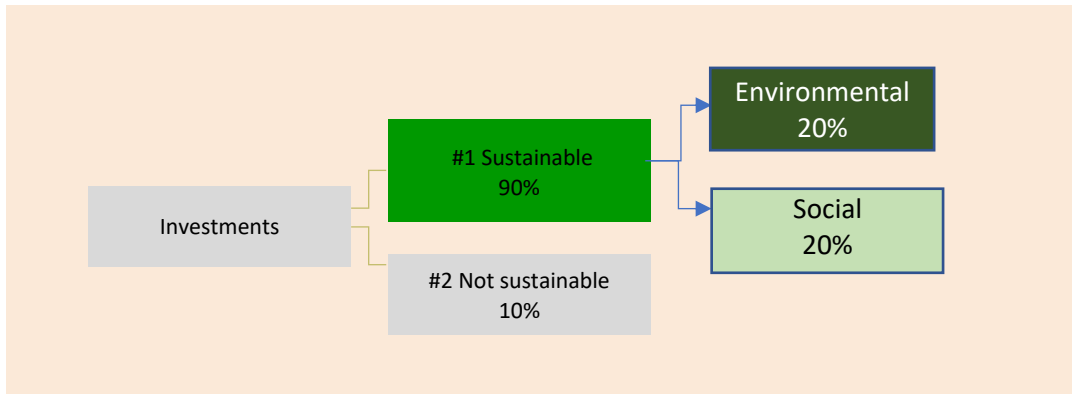 Investments
#1 Sustainable
90%
#2 Not sustainable
10%
Environmental
20%
Social
20%